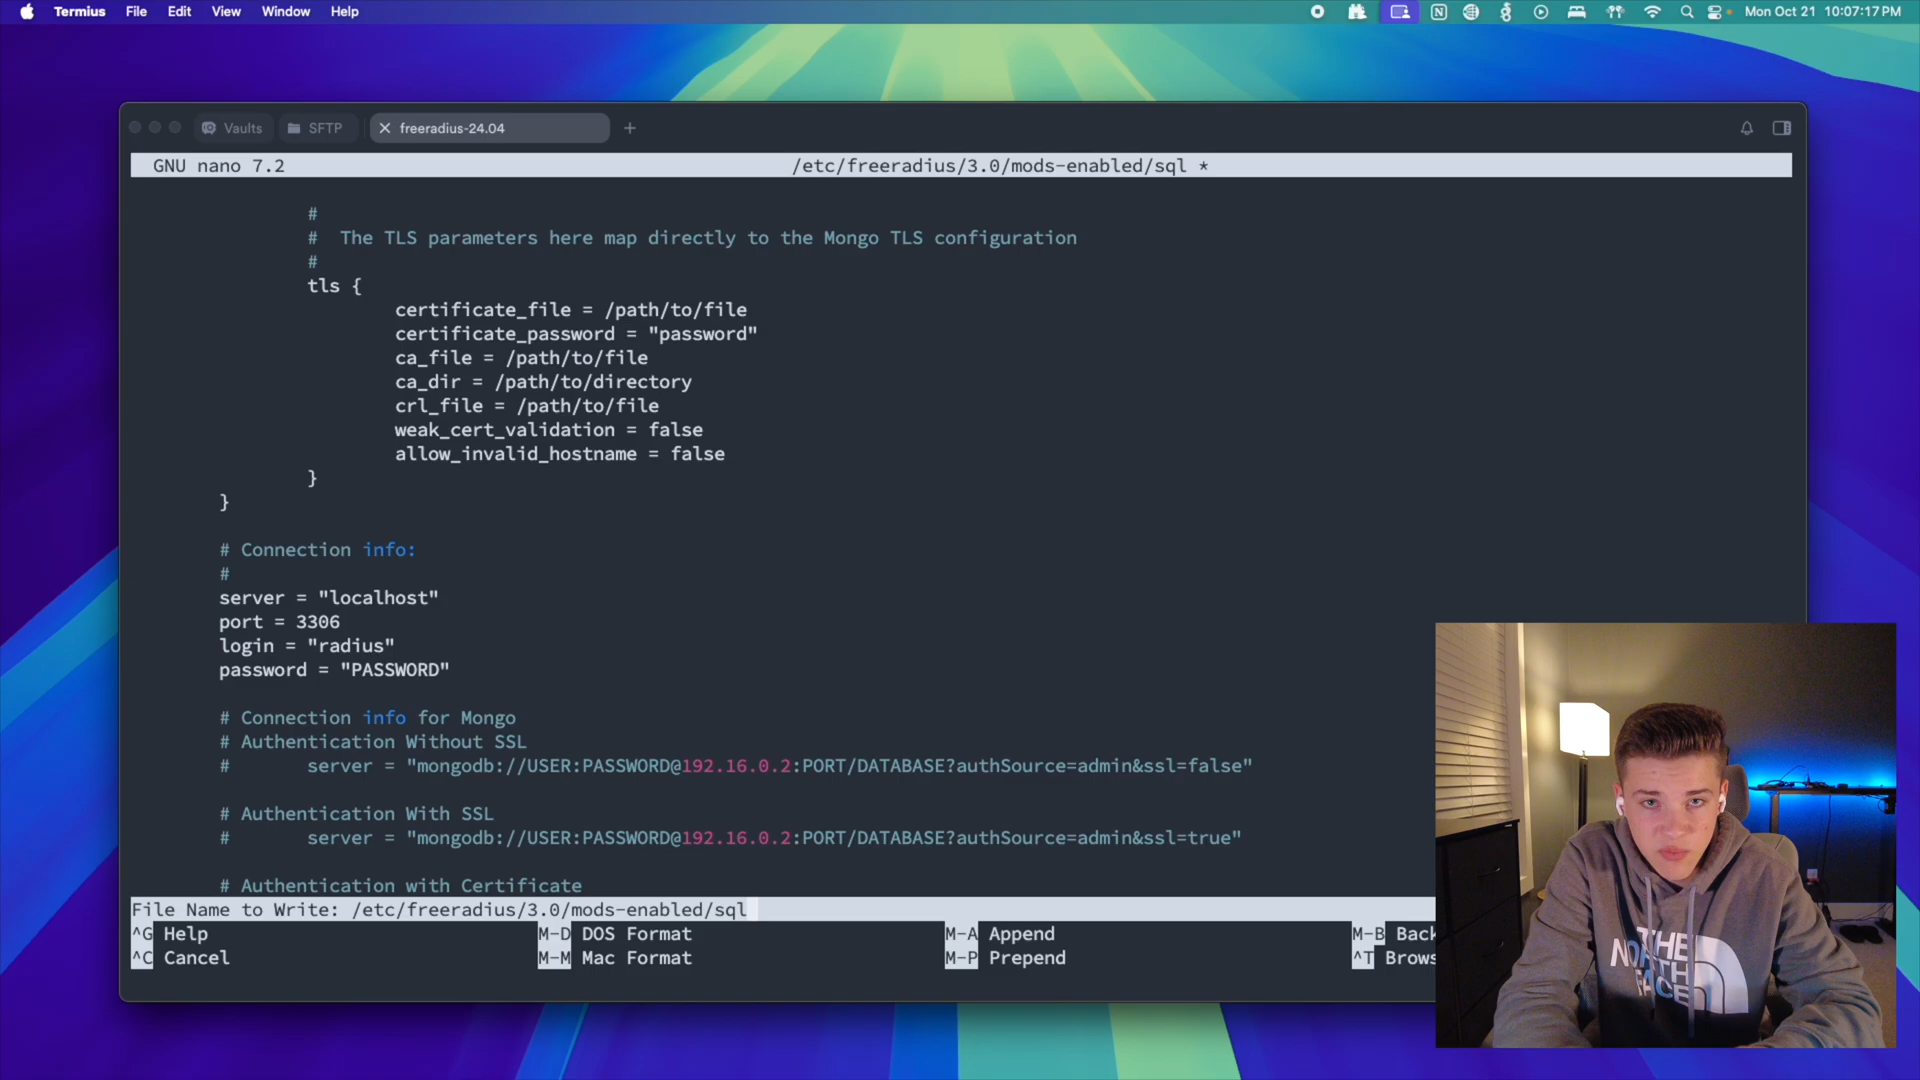 Termius File Edit View Window Help
Mon Oct 21 10:07:17 PM
Vaults SFTP freeradius-24.04
GNU nano 7.2 /etc/freeradius/3.0/mods-enabled/sql *
#
# The TLS parameters here map directly to the Mongo TLS configuration
#
tls {
certificate_file = /path/to/file
certificate_password = "password"
ca_file = /path/to/file
ca_dir = /path/to/directory
crl_file = /path/to/file
weak_cert_validation = false
allow_invalid_hostname = false
}
}
# Connection info:
#
server = "localhost"
port = 3306
login = "radius"
password = "PASSWORD"
# Connection info for Mongo
# Authentication Without SSL
# server = "mongodb://USER:PASSWORD@192.16.0.2:PORT/DATABASE?authSource=admin&ssl=false"
# Authentication With SSL
# server = "mongodb://USER:PASSWORD@192.16.0.2:PORT/DATABASE?authSource=admin&ssl=true"
# Authentication with Certificate
File Name to Write: /etc/freeradius/3.0/mods-enabled/sql
^G Help M-D DOS Format M-A Append M-B Back
^C Cancel M-M Mac Format M-P Prepend ^T Brows
THE
NORTH
FACE